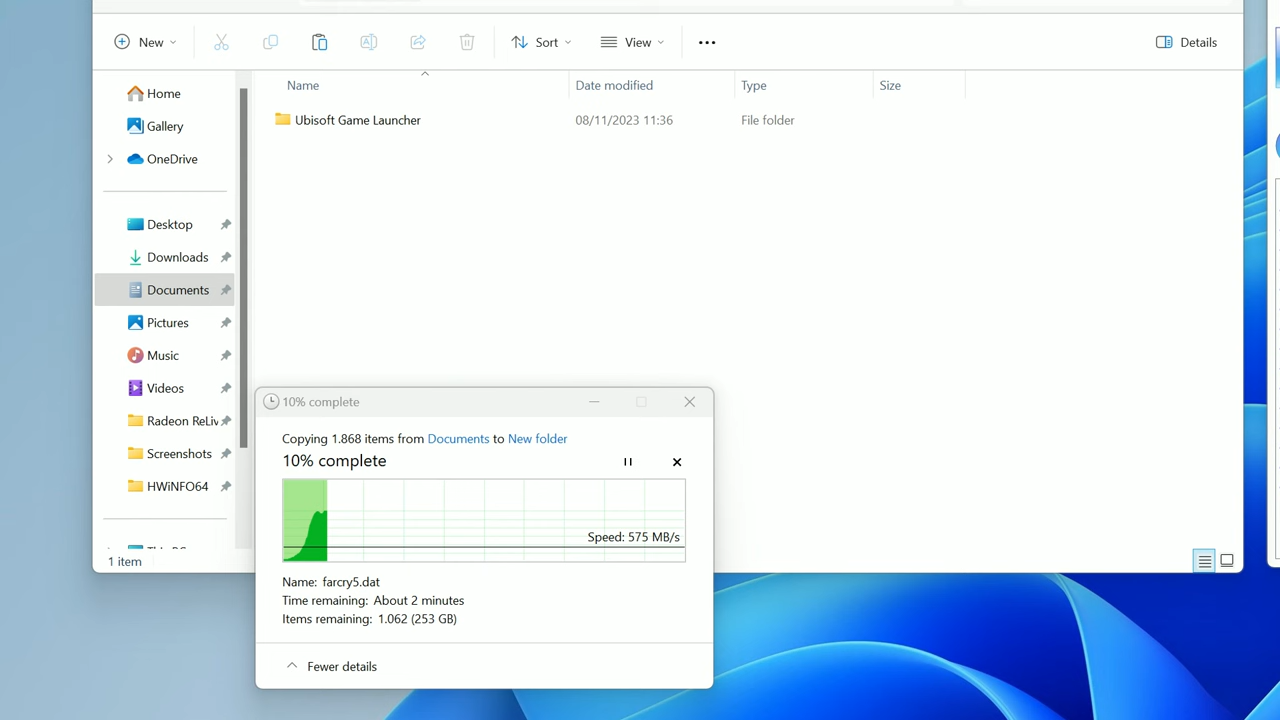 New
Sort
View
Details
Name
Date modified
Type
Size
Home
Gallery
OneDrive
Desktop
Downloads
Documents
Pictures
Music
Videos
Radeon ReLiv
Screenshots
HWiNFO64
Ubisoft Game Launcher 08/11/2023 11:36 File folder
1 item
10% complete
Copying 1.868 items from Documents to New folder
10% complete
Speed: 575 MB/s
Name: farcry5.dat
Time remaining: About 2 minutes
Items remaining: 1.062 (253 GB)
Fewer details